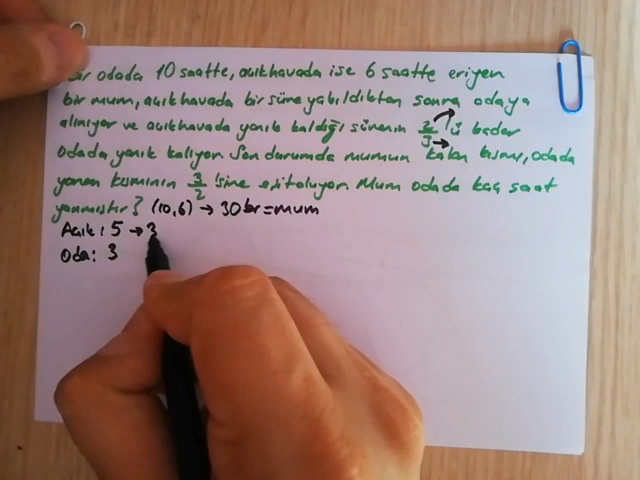 Bir odada 10 saatte, açıkhavada ise 6 saatte eriyen
bir mum, açıkhavada bir süre yakıldıktan sonra odaya
alınıyor ve açıkhavada yanık kaldığı sürenin 2/3 ü kadar
odada yanık kalıyor. Son durumda mumun kalan kısmı, odada
yanan kısmının 3/2 'sine eşit oluyor. Mum odada kaç saat
yanmıştır? (10,6) → 30br = mum
Açık: 5 → 3
Oda: 3